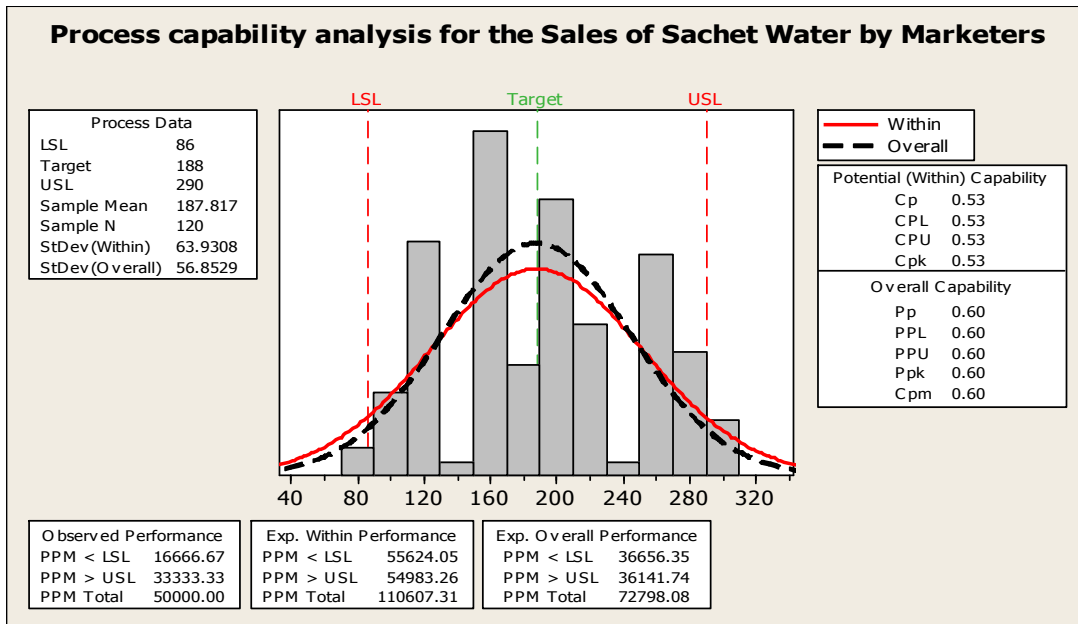 Process capability analysis for the Sales of Sachet Water by Marketers
LSL Target USL
Process Data
LSL 86
Target 188
USL 290
Sample Mean 187.817
Sample N 120
StDev(Within) 63.9308
StDev(Overall) 56.8529
Within
Overall
Potential (Within) Capability
Cp 0.53
CPL 0.53
CPU 0.53
Cpk 0.53
Overall Capability
Pp 0.60
PPL 0.60
PPU 0.60
Ppk 0.60
Cpm 0.60
40 80 120 160 200 240 280 320
Observed Performance
PPM < LSL 16666.67
PPM > USL 33333.33
PPM Total 50000.00
Exp. Within Performance
PPM < LSL 55624.05
PPM > USL 54983.26
PPM Total 110607.31
Exp. Overall Performance
PPM < LSL 36656.35
PPM > USL 36141.74
PPM Total 72798.08